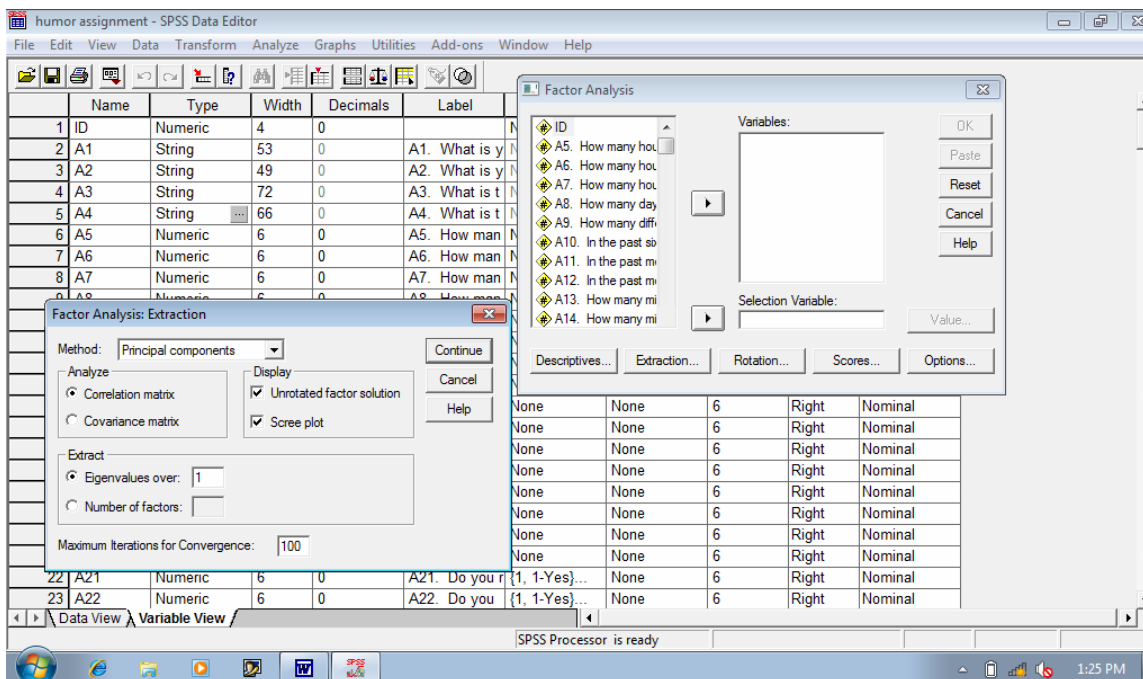 humor assignment - SPSS Data Editor
File Edit View Data Transform Analyze Graphs Utilities Add-ons Window Help
Name Type Width Decimals Label
1 ID Numeric 4 0
2 A1 String 53 0 A1. What is y
3 A2 String 49 0 A2. What is y
4 A3 String 72 0 A3. What is t
5 A4 String ... 66 0 A4. What is t
6 A5 Numeric 6 0 A5. How man
7 A6 Numeric 6 0 A6. How man
8 A7 Numeric 6 0 A7. How man
9 A8 Numeric 6 0 A8. How man
Factor Analysis
ID
A5. How many hou
A6. How many hou
A7. How many hou
A8. How many day
A9. How many diff
A10. In the past six
A11. In the past m
A12. In the past m
A13. How many mi
A14. How many mi
Variables:
Selection Variable:
OK
Paste
Reset
Cancel
Help
Value...
Descriptives... Extraction... Rotation... Scores... Options...
Factor Analysis: Extraction
Method: Principal components
Continue
Cancel
Help
Analyze
Correlation matrix
Covariance matrix
Display
Unrotated factor solution
Scree plot
Extract
Eigenvalues over: 1
Number of factors:
Maximum Iterations for Convergence: 100
None None 6 Right Nominal
None None 6 Right Nominal
None None 6 Right Nominal
None None 6 Right Nominal
None None 6 Right Nominal
None None 6 Right Nominal
None None 6 Right Nominal
None None 6 Right Nominal
22 A21 Numeric 6 0 A21. Do you r {1, 1-Yes}... None 6 Right Nominal
23 A22 Numeric 6 0 A22. Do you {1, 1-Yes}... None 6 Right Nominal
Data View Variable View
SPSS Processor is ready
1:25 PM